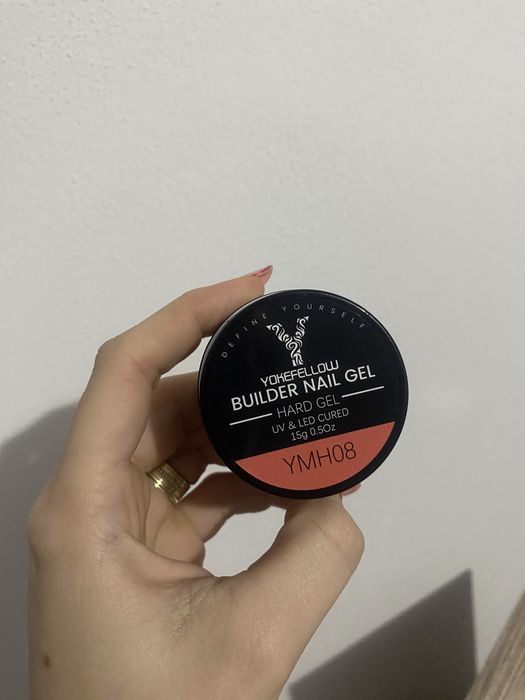 DEFINE YOURSELF
YOKEFELLOW
BUILDER NAIL GEL
HARD GEL
UV & LED CURED
15g 0.5Oz
YMH08